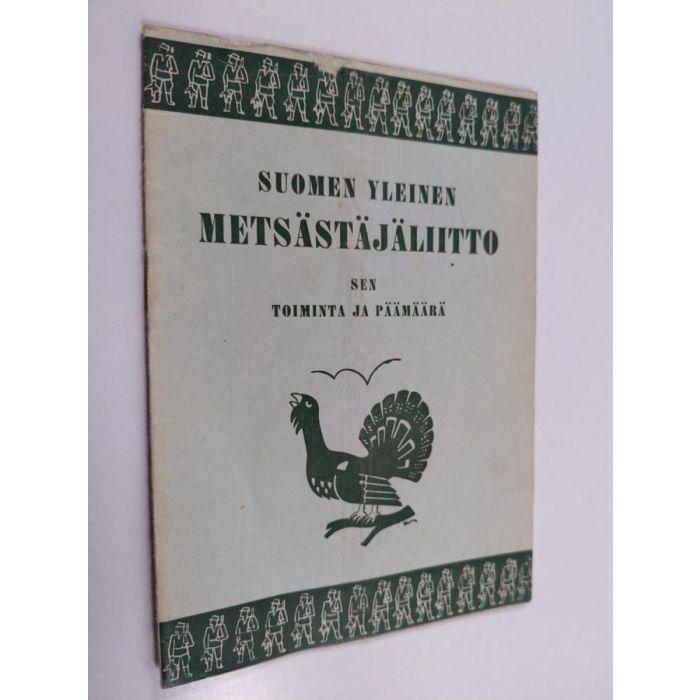 SUOMEN YLEINEN
METSÄSTÄJÄLIITTO
SEN
TOIMINTA JA PÄÄMÄÄRÄ